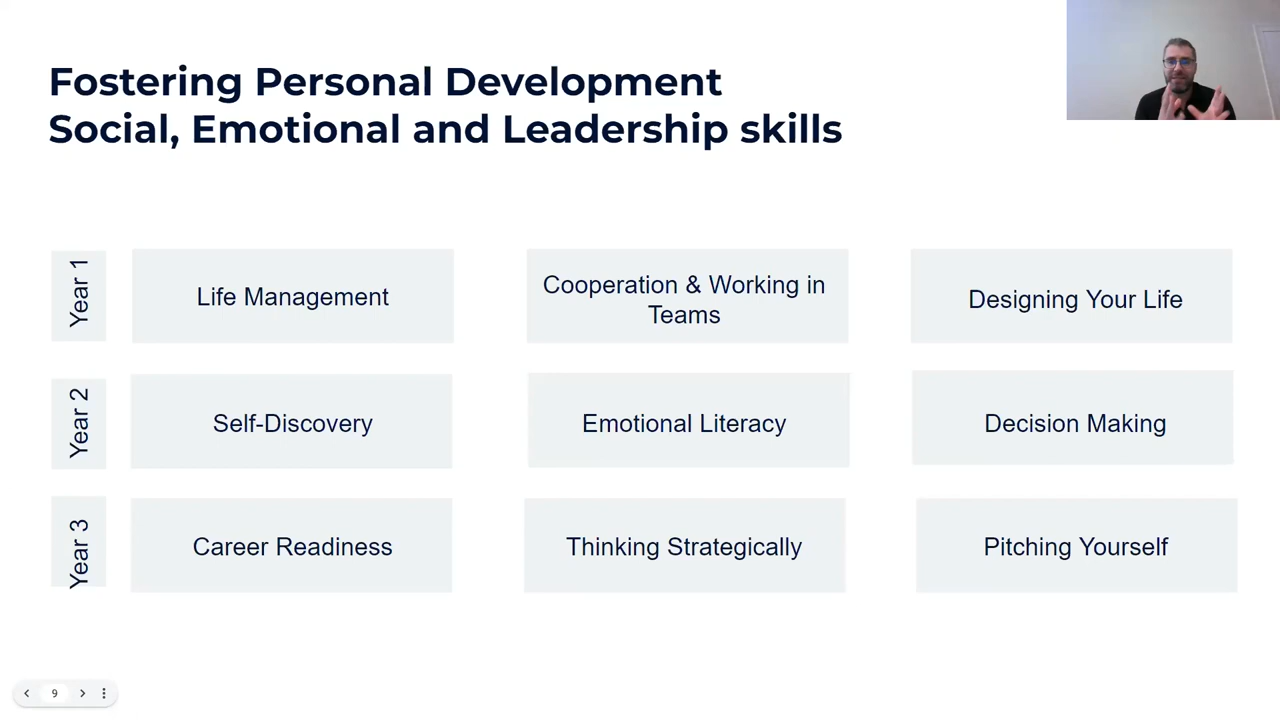 Fostering Personal Development
Social, Emotional and Leadership skills
Year 1
Life Management
Cooperation & Working in
Teams
Designing Your Life
Year 2
Self-Discovery
Emotional Literacy
Decision Making
Year 3
Career Readiness
Thinking Strategically
Pitching Yourself
9